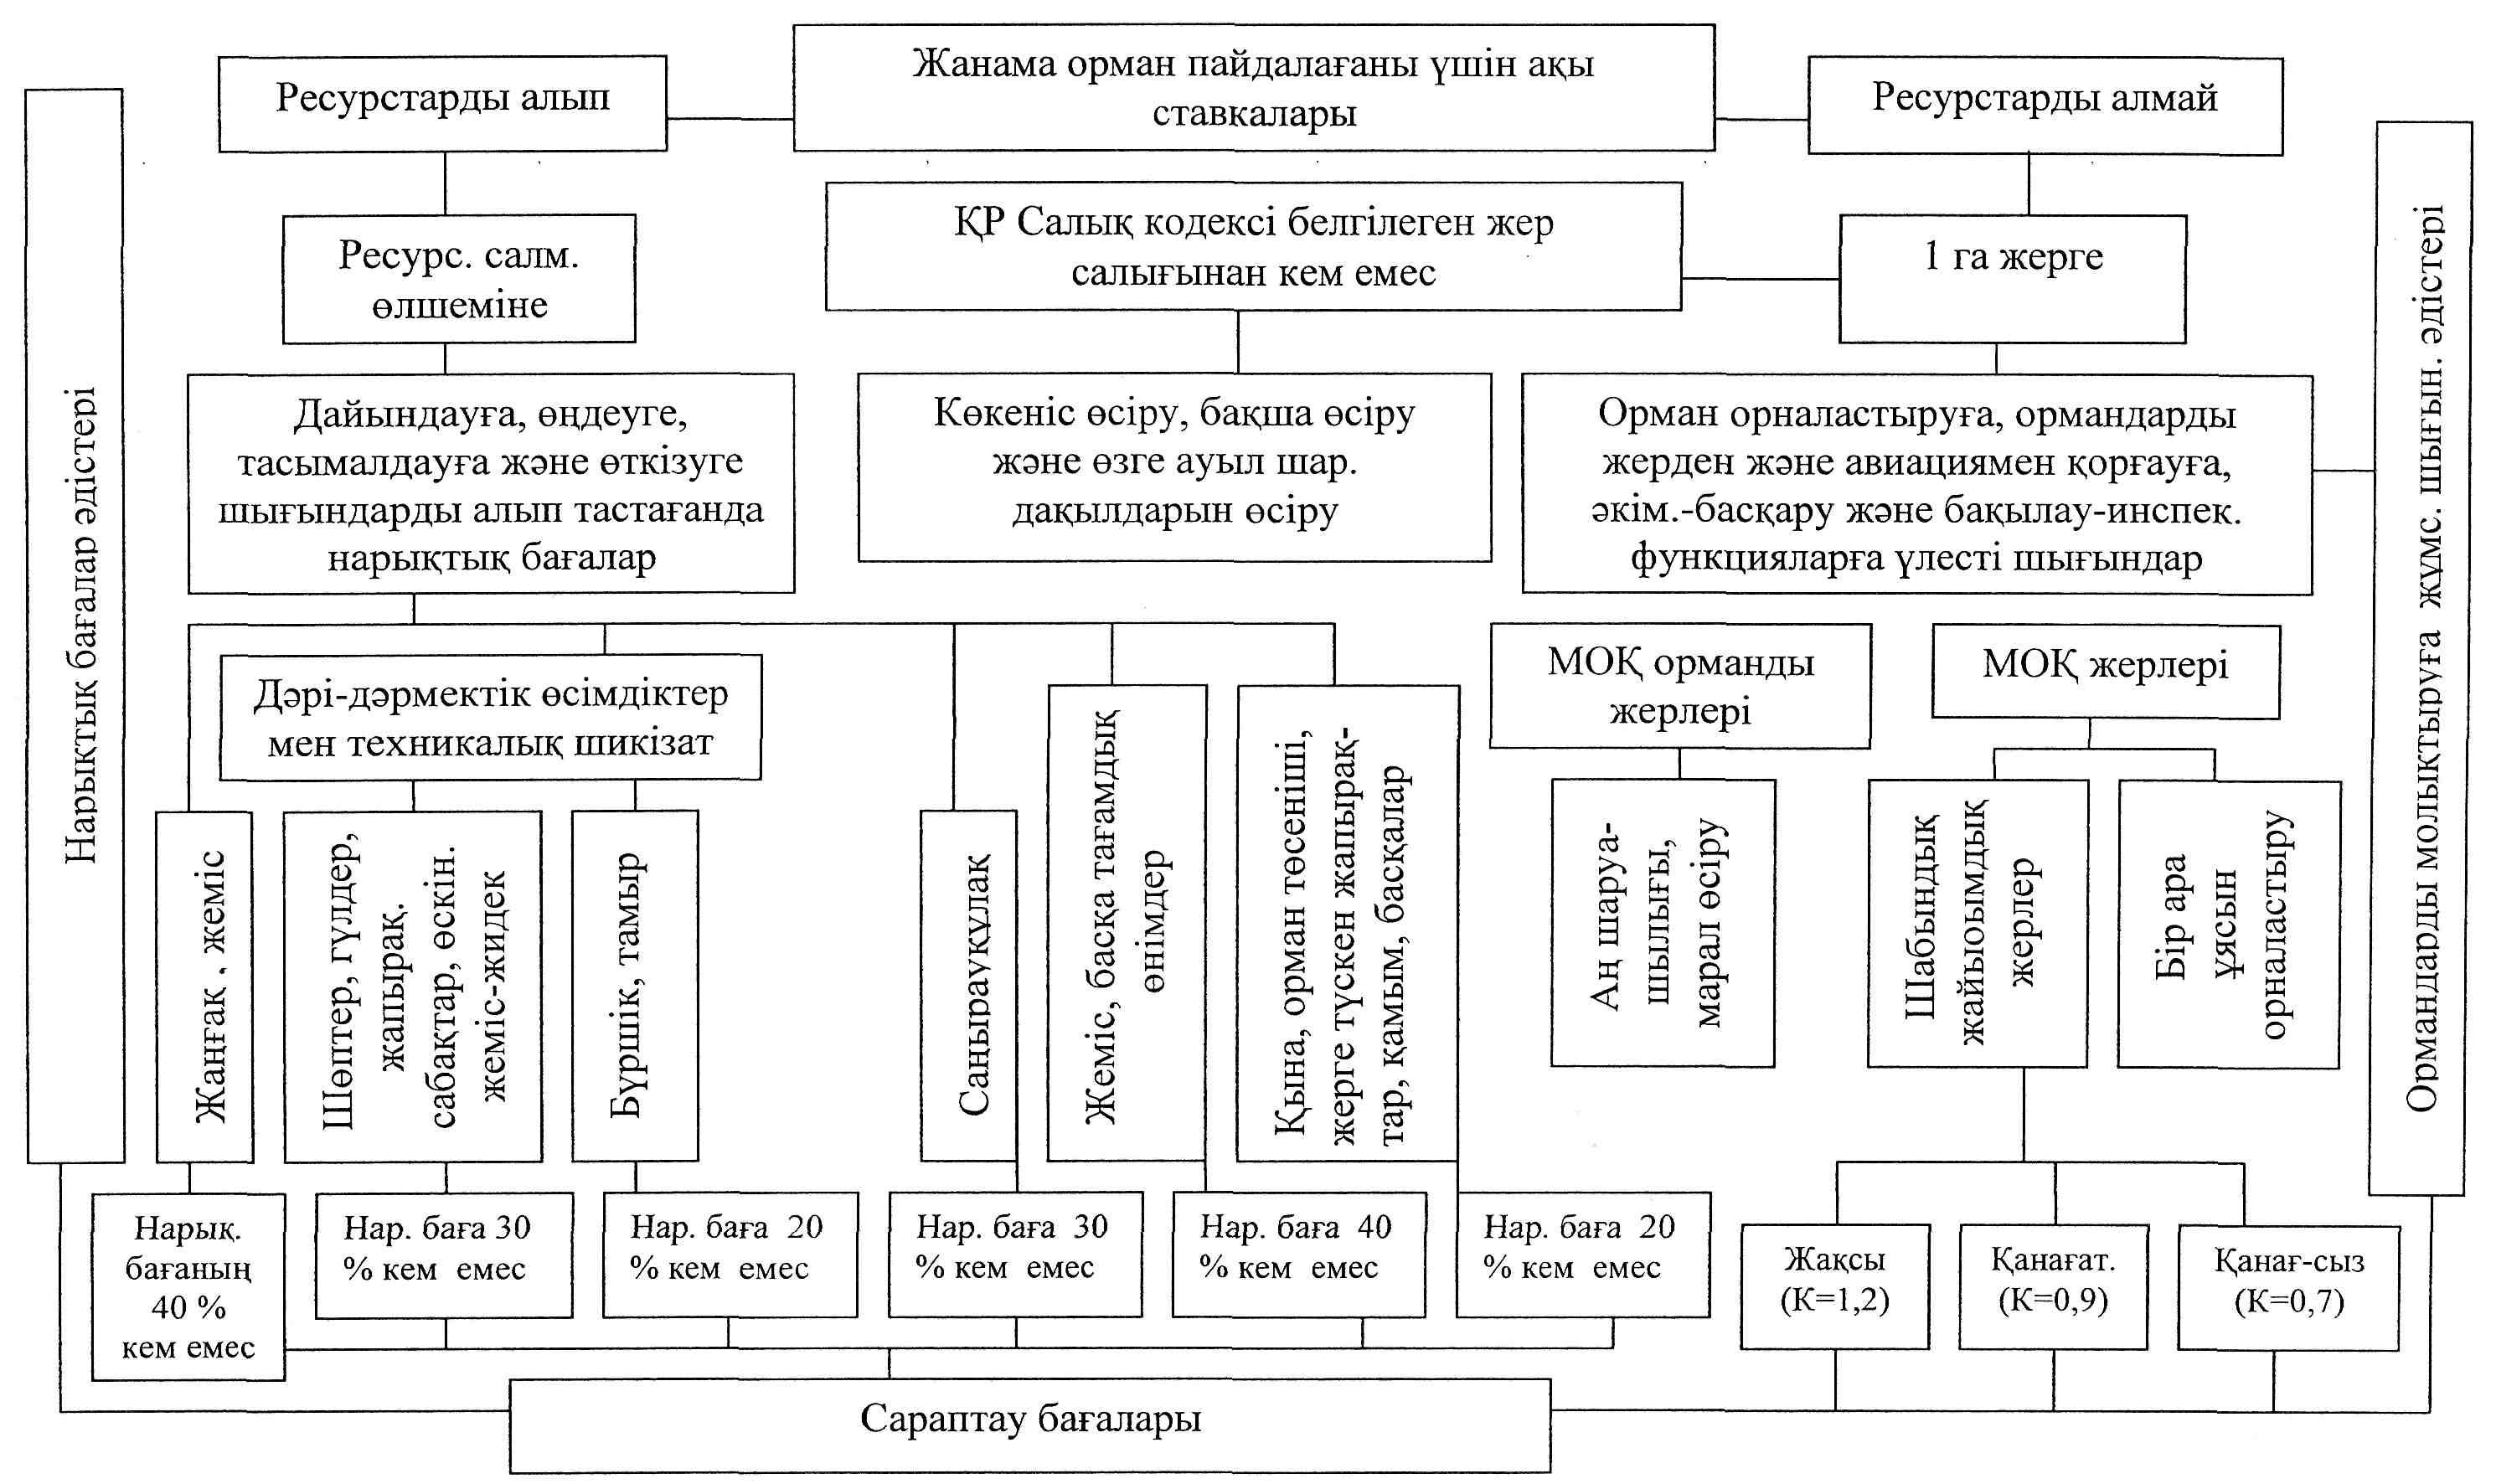 Жанама орман пайдалағаны үшін ақы
ставкалары
Ресурстарды алып
Ресурстарды алмай
Ресурс. салм.
өлшеміне
ҚР Салық кодексі белгілеген жер
салығынан кем емес
1 га жерге
Нарықтық бағалар әдістері
Дайындауға, өңдеуге,
тасымалдауға және өткізуге
шығындарды алып тастағанда
нарықтық бағалар
Көкеніс өсіру, бақша өсіру
және өзге ауыл шар.
дақылдарын өсіру
Орман орналастыруға, ормандарды
жерден және авиациямен қорғауға,
әкім.-басқару және бақылау-инспек.
функцияларға үлесті шығындар
Ормандарды молықтыруға жұмс. шығын. әдістері
Дәрі-дәрмектік өсімдіктер
мен техникалық шикізат
МОҚ орманды
жерлері
МОҚ жерлері
Жаңғак , жеміс
Шөптер, гүлдер,
жапырақ.
сабақтар, өскін.
жеміс-жидек
Бүршік, тамыр
Саңырауқұлак
Жеміс, басқа тағамдық
өнімдер
Қына, орман төсеніші,
жерге түскен жапырақ-
тар, қамым, басқалар
Аң шаруа-
шылығы,
марал өсіру
Шабындық
жайыоымдық
жерлер
Бір ара
ұясын
орналастыру
Нарық.
бағаның
40 %
кем емес
Нар. баға 30
% кем емес
Нар. баға 20
% кем емес
Нар. баға 30
% кем емес
Нар. баға 40
% кем емес
Нар. баға 20
% кем емес
Жақсы
(К=1,2)
Қанағат.
(К=0,9)
Қанағ-сыз
(К=0,7)
Сараптау бағалары